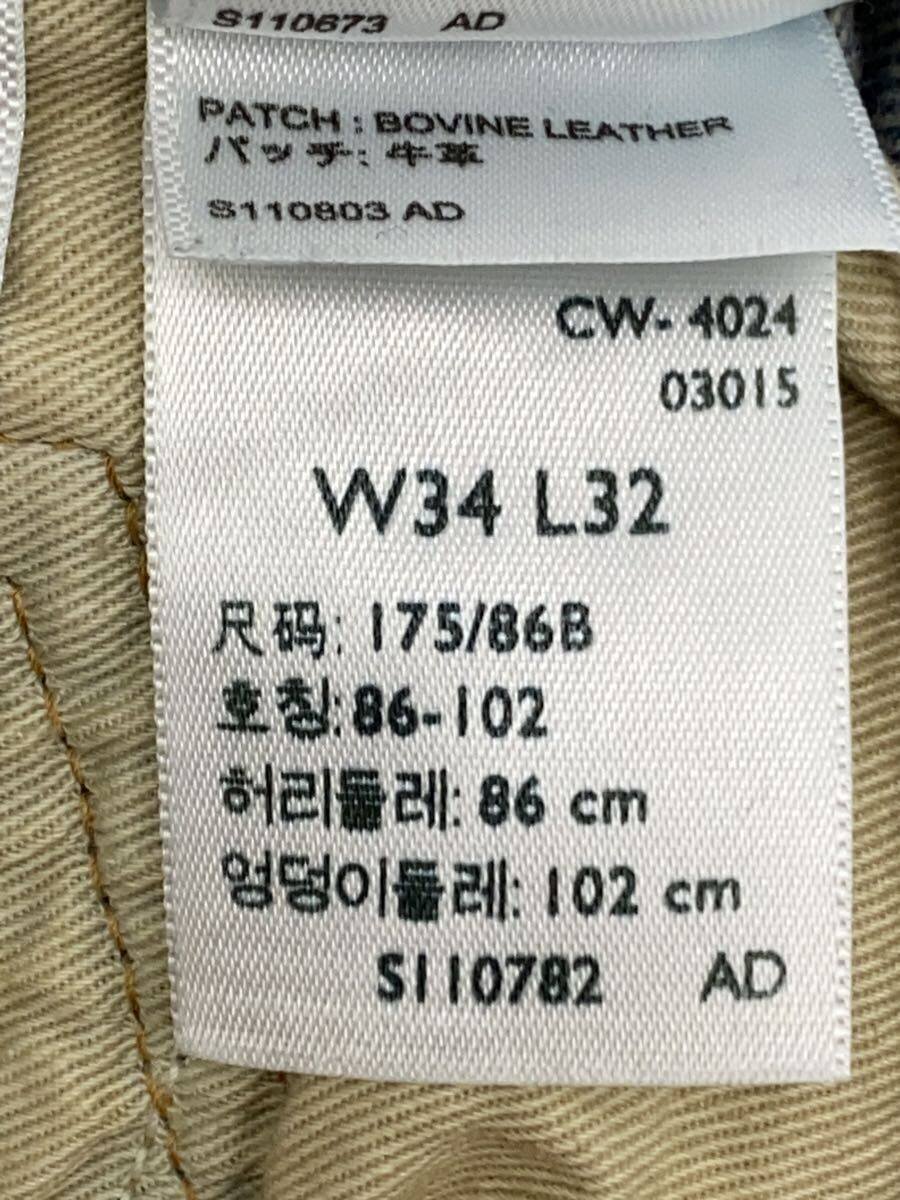 S110673 AD
PATCH : BOVINE LEATHER
パッチ: 牛革
S110803 AD
CW- 4024
03015
W34 L32
尺码: 175/86B
호칭: 86-102
허리둘레: 86 cm
엉덩이둘레: 102 cm
S110782 AD